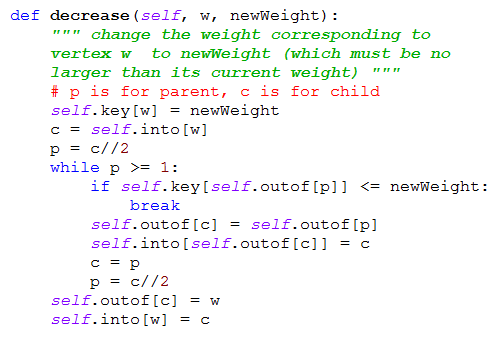 def decrease(self, w, newWeight):
    """ change the weight corresponding to
    vertex w  to newWeight (which must be no
    larger than its current weight) """
    # p is for parent, c is for child
    self.key[w] = newWeight
    c = self.into[w]
    p = c//2
    while p >= 1:
        if self.key[self.outof[p]] <= newWeight:
            break
        self.outof[c] = self.outof[p]
        self.into[self.outof[c]] = c
        c = p
        p = c//2
    self.outof[c] = w
    self.into[w] = c